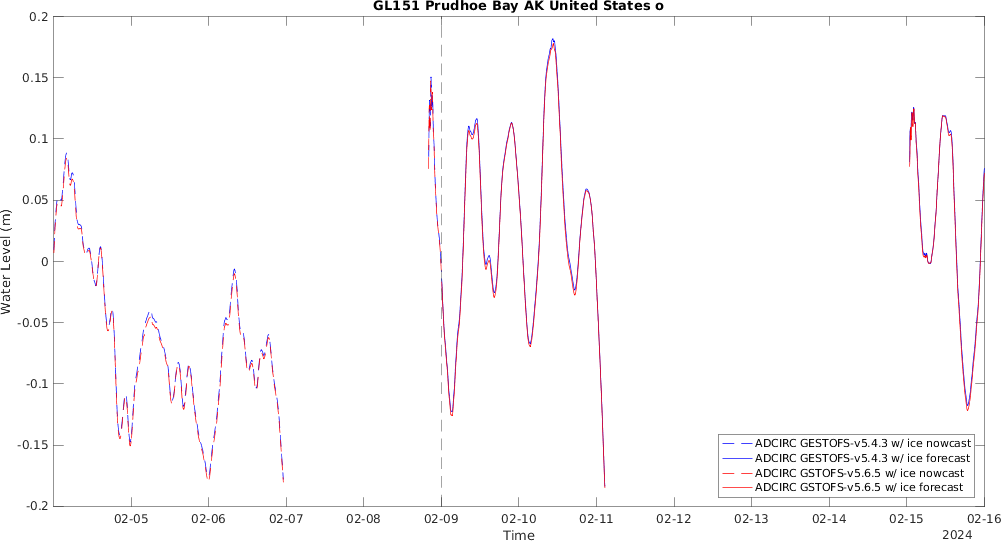 GL151 Prudhoe Bay AK United States o
0.2
0.15
0.1
0.05
0
-0.05
-0.1
-0.15
-0.2
Water Level (m)
02-05 02-06 02-07 02-08 02-09 02-10 02-11 02-12 02-13 02-14 02-15 02-16
Time
2024
ADCIRC GESTOFS-v5.4.3 w/ ice nowcast
ADCIRC GESTOFS-v5.4.3 w/ ice forecast
ADCIRC GSTOFS-v5.6.5 w/ ice nowcast
ADCIRC GSTOFS-v5.6.5 w/ ice forecast